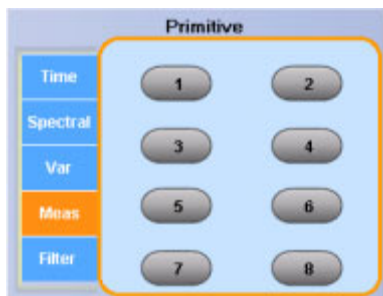 Primitive
Time
Spectral
Var
Meas
Filter
1 2
3 4
5 6
7 8